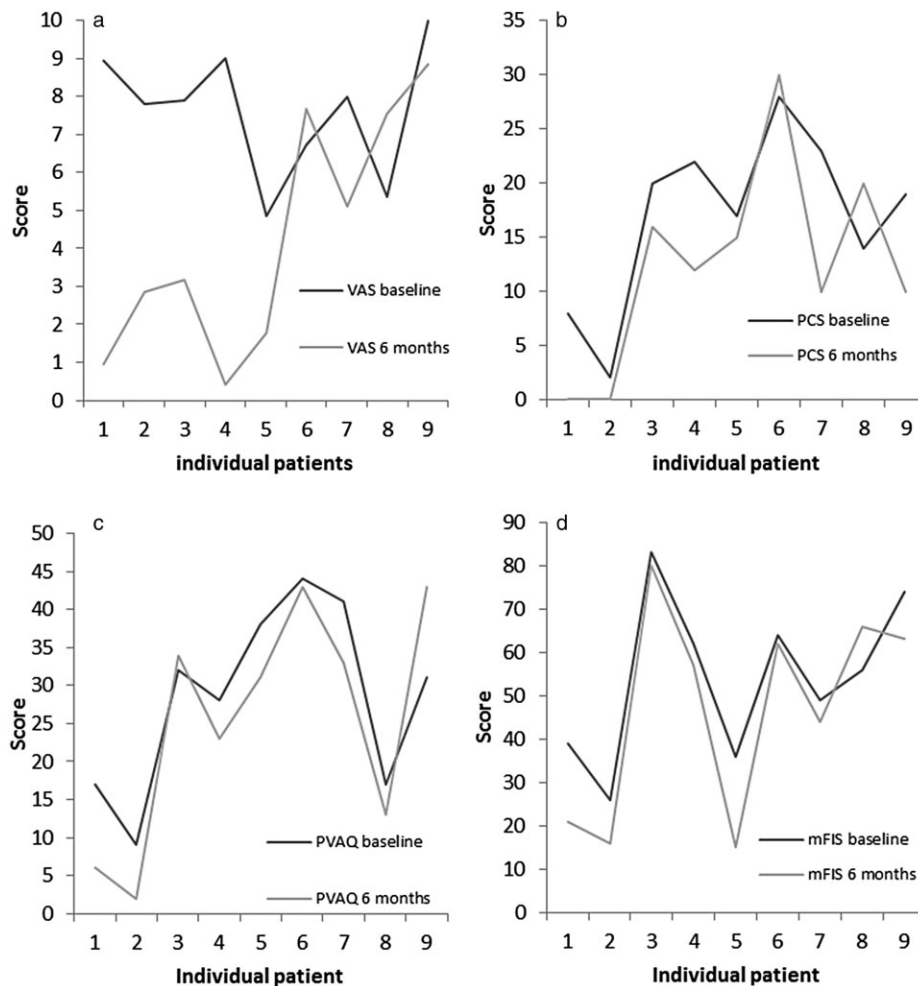 a
10
9
8
7
6
5
4
3
2
1
0
Score
VAS baseline
VAS 6 months
1 2 3 4 5 6 7 8 9
individual patients
b
35
30
25
20
15
10
5
0
Score
PCS baseline
PCS 6 months
1 2 3 4 5 6 7 8 9
individual patient
c
50
45
40
35
30
25
20
15
10
5
0
Score
PVAQ baseline
PVAQ 6 months
1 2 3 4 5 6 7 8 9
Individual patient
d
90
80
70
60
50
40
30
20
10
0
Score
mFIS baseline
mFIS 6 months
1 2 3 4 5 6 7 8 9
Individual patient